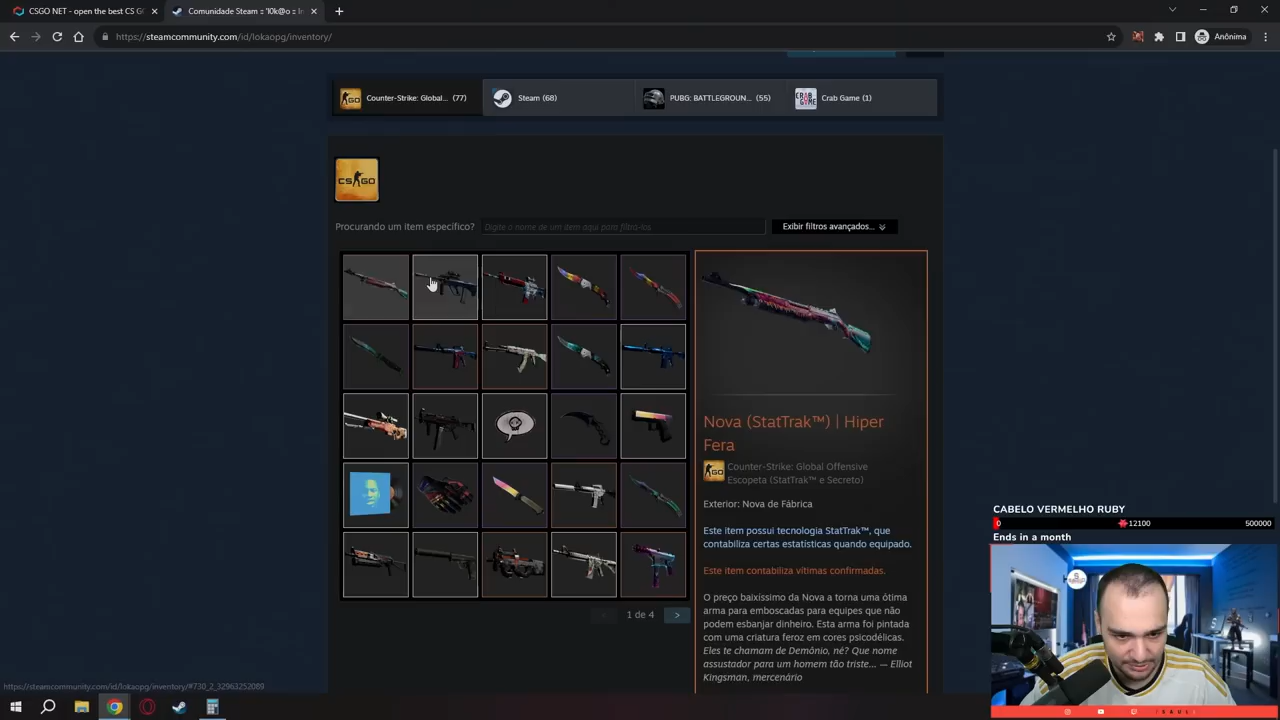 CSGO NET - open the best CS G
Comunidade Steam :: '!0k@o :: In
https://steamcommunity.com/id/lokaopg/inventory/
Anônima
Counter-Strike: Global... (77)
Steam (68)
PUBG: BATTLEGROUN... (55)
Crab Game (1)
CS GO
Procurando um item específico?
Digite o nome de um item aqui para filtrá-los
Exibir filtros avançados...
Nova (StatTrak™) | Hiper
Fera
Counter-Strike: Global Offensive
Escopeta (StatTrak™ e Secreto)
Exterior: Nova de Fábrica
Este item possui tecnologia StatTrak™, que
contabiliza certas estatísticas quando equipado.
Este item contabiliza vítimas confirmadas.
O preço baixíssimo da Nova a torna uma ótima
arma para emboscadas para equipes que não
podem esbanjar dinheiro. Esta arma foi pintada
com uma criatura feroz em cores psicodélicas.
Eles te chamam de Demônio, né? Que nome
assustador para um homem tão triste... — Elliot
Kingsman, mercenário
1 de 4
CABELO VERMELHO RUBY
0
12100
500000
Ends in a month
https://steamcommunity.com/id/lokaopg/inventory/#730_2_32963252089